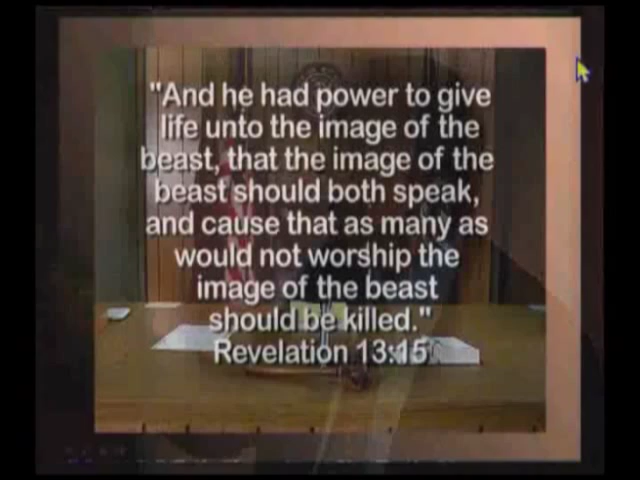 "And he had power to give
life unto the image of the
beast, that the image of the
beast should both speak,
and cause that as many as
would not worship the
image of the beast
should be killed."
Revelation 13:15